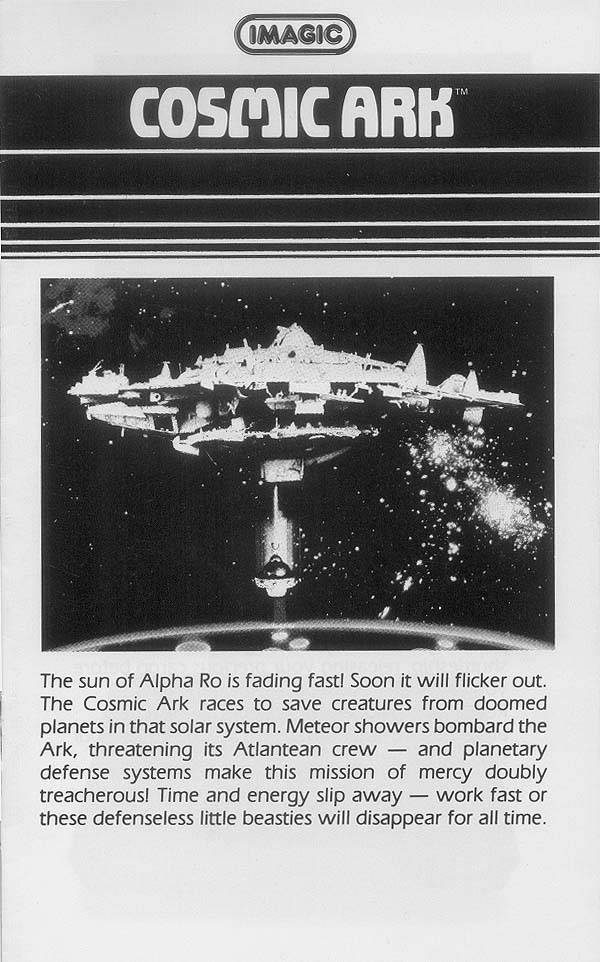 IMAGIC
COSMIC ARK™
The sun of Alpha Ro is fading fast! Soon it will flicker out.
The Cosmic Ark races to save creatures from doomed
planets in that solar system. Meteor showers bombard the
Ark, threatening its Atlantean crew — and planetary
defense systems make this mission of mercy doubly
treacherous! Time and energy slip away — work fast or
these defenseless little beasties will disappear for all time.